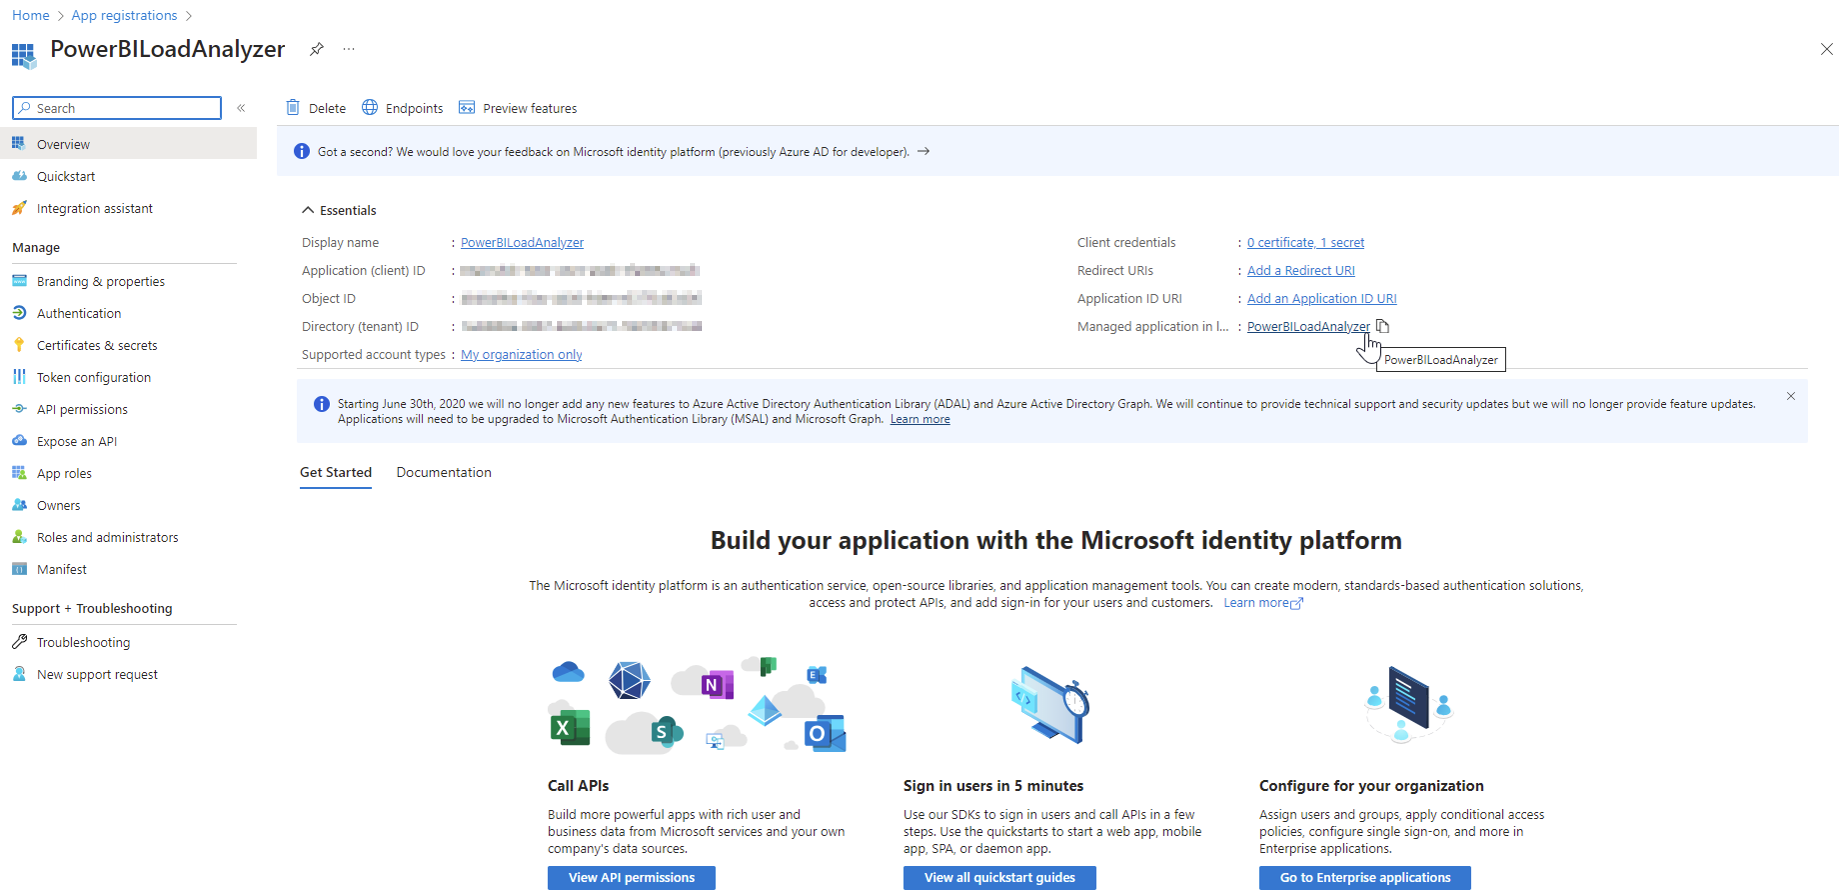 Home > App registrations >
PowerBILoadAnalyzer ...
Search «
Delete Endpoints Preview features
Overview
Quickstart
Integration assistant
Manage
Branding & properties
Authentication
Certificates & secrets
Token configuration
API permissions
Expose an API
App roles
Owners
Roles and administrators
Manifest
Support + Troubleshooting
Troubleshooting
New support request
Got a second? We would love your feedback on Microsoft identity platform (previously Azure AD for developer). →
Essentials
Display name : PowerBILoadAnalyzer
Application (client) ID :
Object ID :
Directory (tenant) ID :
Supported account types : My organization only
Client credentials : 0 certificate, 1 secret
Redirect URIs : Add a Redirect URI
Application ID URI : Add an Application ID URI
Managed application in l... : PowerBILoadAnalyzer
PowerBILoadAnalyzer
Starting June 30th, 2020 we will no longer add any new features to Azure Active Directory Authentication Library (ADAL) and Azure Active Directory Graph. We will continue to provide technical support and security updates but we will no longer provide feature updates.
Applications will need to be upgraded to Microsoft Authentication Library (MSAL) and Microsoft Graph. Learn more
Get Started Documentation
Build your application with the Microsoft identity platform
The Microsoft identity platform is an authentication service, open-source libraries, and application management tools. You can create modern, standards-based authentication solutions,
access and protect APIs, and add sign-in for your users and customers. Learn more
N
E
X
S
O
Call APIs
Build more powerful apps with rich user and
business data from Microsoft services and your own
company's data sources.
View API permissions
Sign in users in 5 minutes
Use our SDKs to sign in users and call APIs in a few
steps. Use the quickstarts to start a web app, mobile
app, SPA, or daemon app.
View all quickstart guides
Configure for your organization
Assign users and groups, apply conditional access
policies, configure single sign-on, and more in
Enterprise applications.
Go to Enterprise applications